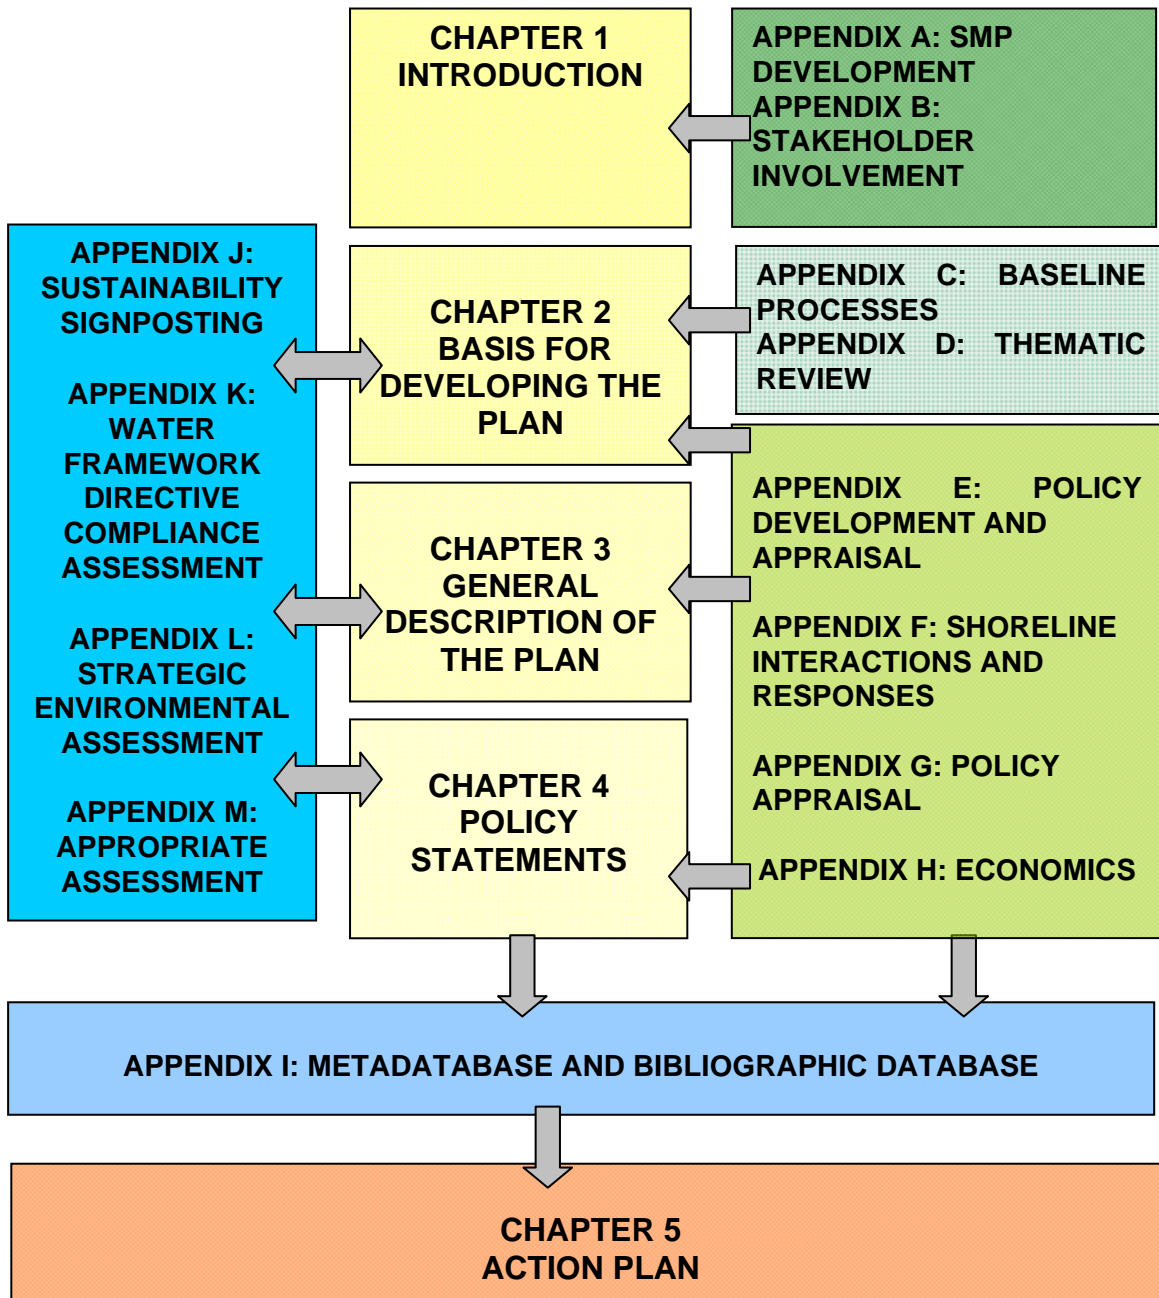 CHAPTER 1
INTRODUCTION
APPENDIX A: SMP
DEVELOPMENT
APPENDIX B:
STAKEHOLDER
INVOLVEMENT
APPENDIX J:
SUSTAINABILITY
SIGNPOSTING
APPENDIX K:
WATER
FRAMEWORK
DIRECTIVE
COMPLIANCE
ASSESSMENT
APPENDIX L:
STRATEGIC
ENVIRONMENTAL
ASSESSMENT
APPENDIX M:
APPROPRIATE
ASSESSMENT
CHAPTER 2
BASIS FOR
DEVELOPING THE
PLAN
APPENDIX C: BASELINE
PROCESSES
APPENDIX D: THEMATIC
REVIEW
CHAPTER 3
GENERAL
DESCRIPTION OF
THE PLAN
APPENDIX E: POLICY
DEVELOPMENT AND
APPRAISAL
APPENDIX F: SHORELINE
INTERACTIONS AND
RESPONSES
APPENDIX G: POLICY
APPRAISAL
APPENDIX H: ECONOMICS
CHAPTER 4
POLICY
STATEMENTS
APPENDIX I: METADATABASE AND BIBLIOGRAPHIC DATABASE
CHAPTER 5
ACTION PLAN